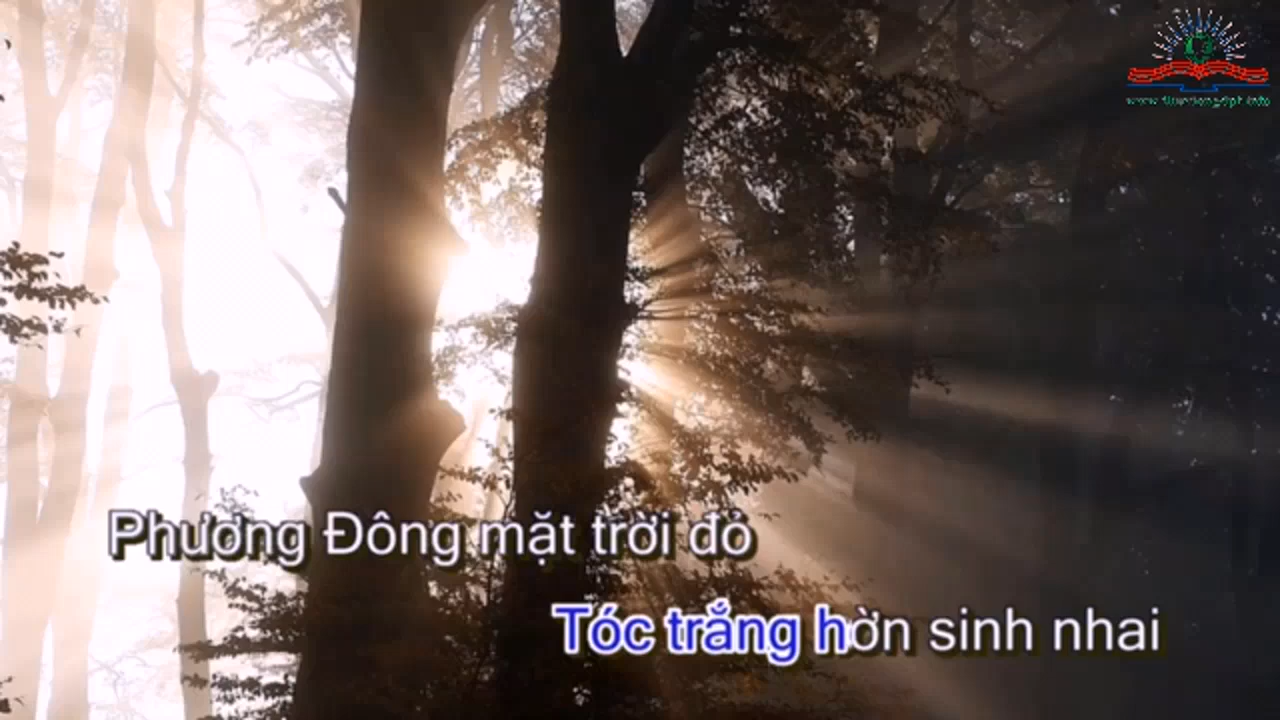 Phương Đông mặt trời đỏ
Tóc trắng hờn sinh nhai